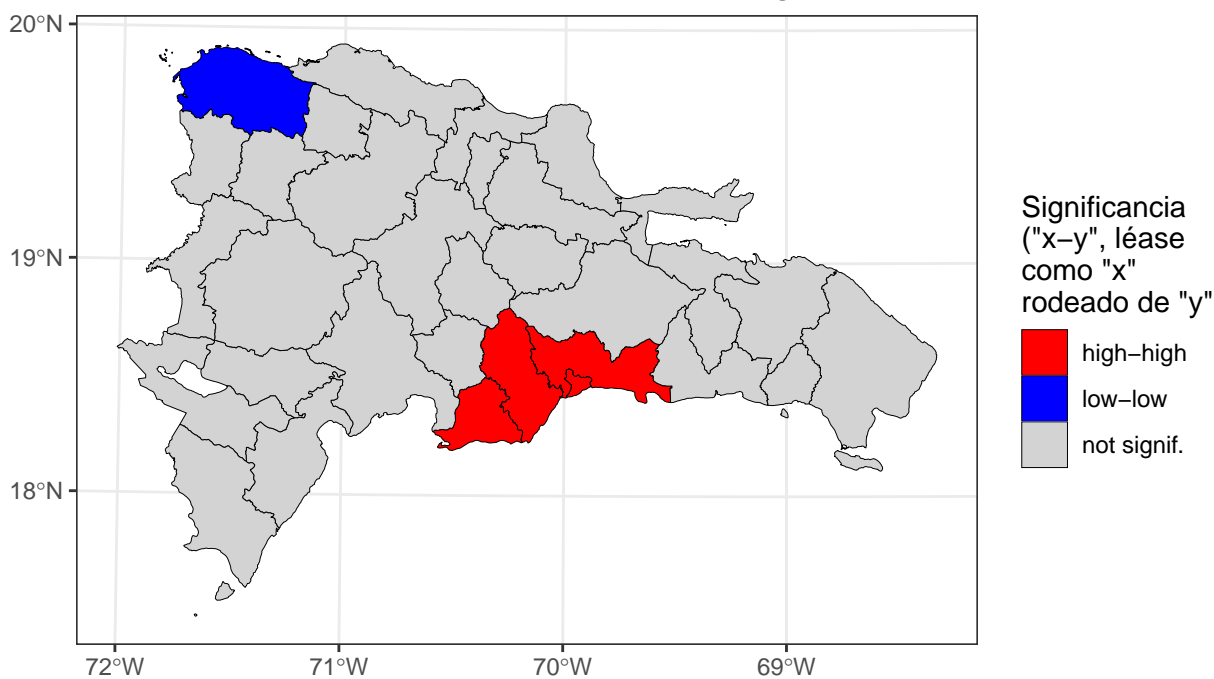 20°N
19°N
18°N
72°W
71°W
70°W
69°W
Significancia
("x−y", léase
como "x"
rodeado de "y"
high−high
low−low
not signif.